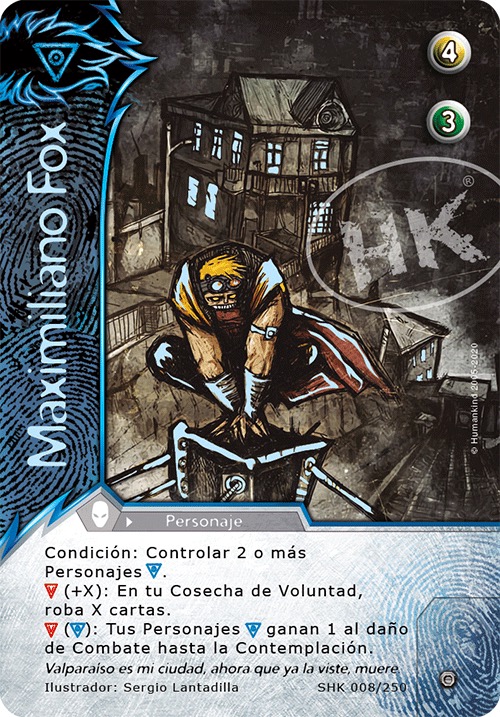 4
3
Maximiliano Fox
HK®
© Humankind 2005-2020
Personaje
Condición: Controlar 2 o más
Personajes.
(+X): En tu Cosecha de Voluntad,
roba X cartas.
(): Tus Personajes ganan 1 al daño
de Combate hasta la Contemplación.
Valparaíso es mi ciudad, ahora que ya la viste, muere.
Ilustrador: Sergio Lantadilla SHK 008/250